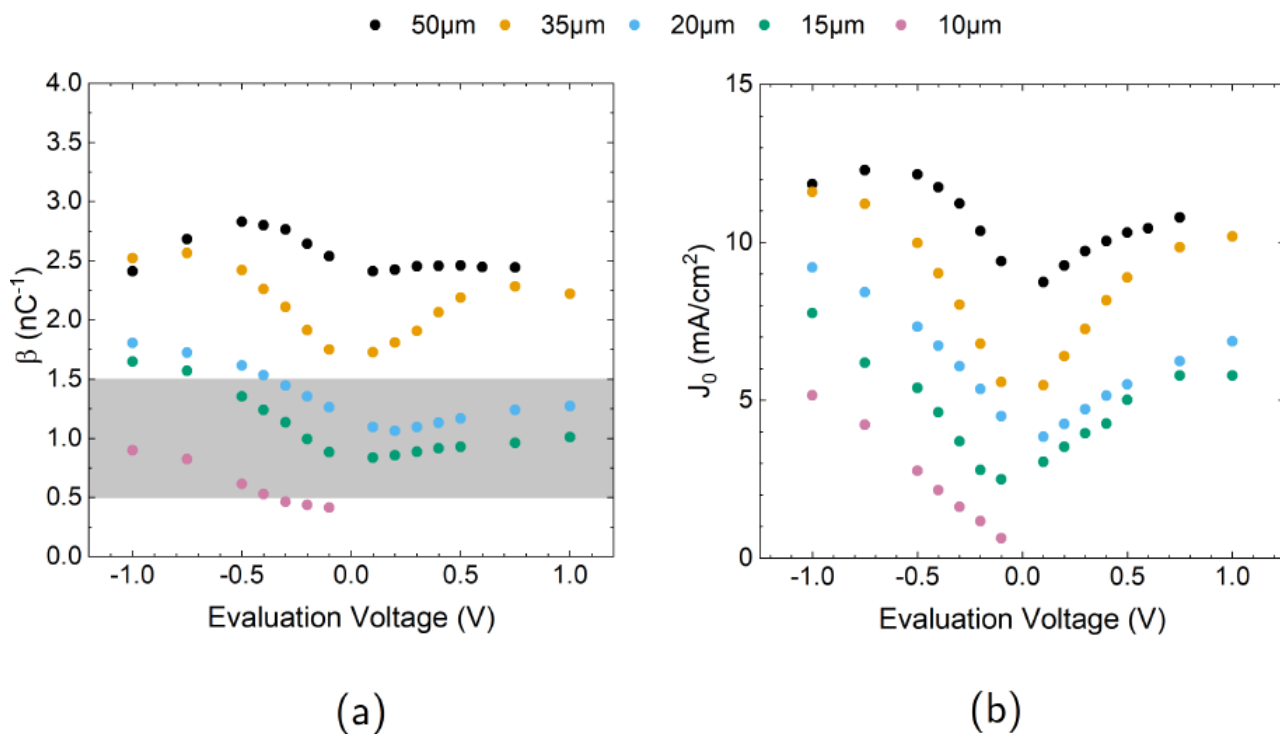 50µm 35µm 20µm 15µm 10µm
4.0
3.5
3.0
2.5
2.0
1.5
1.0
0.5
0.0
β (nC⁻¹)
-1.0 -0.5 0.0 0.5 1.0
Evaluation Voltage (V)
(a)
15
10
5
0
J₀ (mA/cm²)
-1.0 -0.5 0.0 0.5 1.0
Evaluation Voltage (V)
(b)